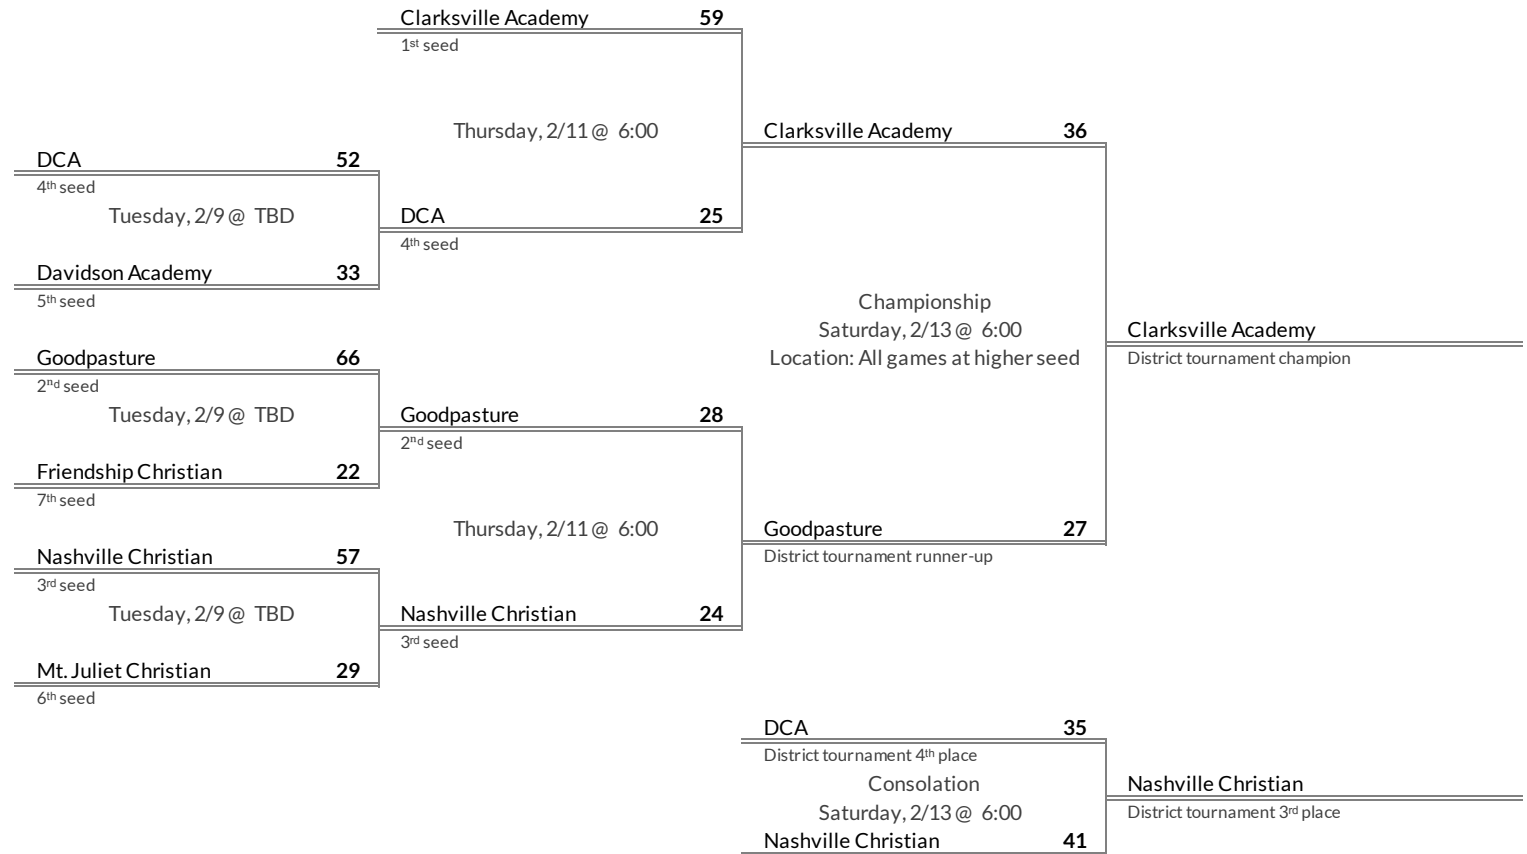 Clarksville Academy 59
1st seed
Thursday, 2/11 @ 6:00
Clarksville Academy 36
DCA 52
4th seed
Tuesday, 2/9 @ TBD
DCA 25
4th seed
Davidson Academy 33
5th seed
Championship
Saturday, 2/13 @ 6:00
Location: All games at higher seed
Clarksville Academy
District tournament champion
Goodpasture 66
2nd seed
Tuesday, 2/9 @ TBD
Goodpasture 28
2nd seed
Friendship Christian 22
7th seed
Thursday, 2/11 @ 6:00
Goodpasture 27
District tournament runner-up
Nashville Christian 57
3rd seed
Tuesday, 2/9 @ TBD
Nashville Christian 24
3rd seed
Mt. Juliet Christian 29
6th seed
DCA 35
District tournament 4th place
Consolation
Saturday, 2/13 @ 6:00
Nashville Christian 41
Nashville Christian
District tournament 3rd place